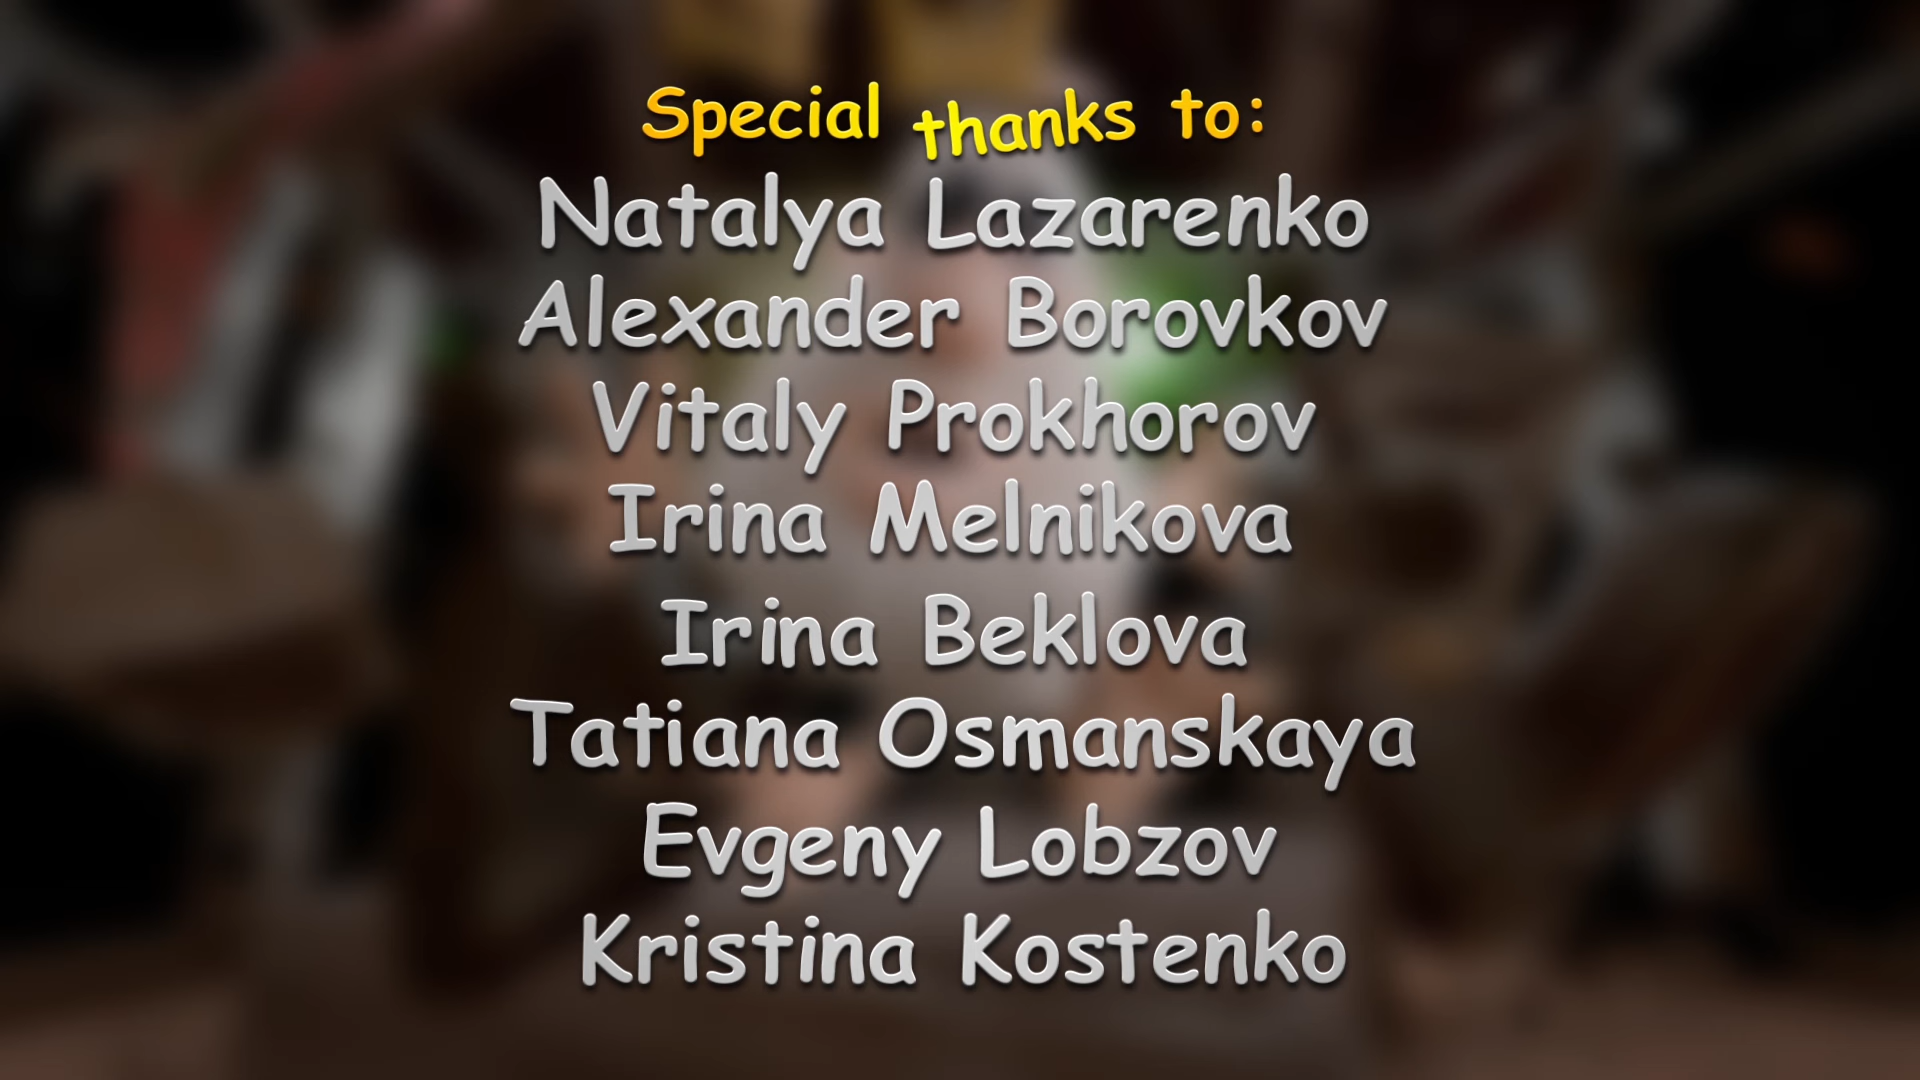 Special thanks to:
Natalya Lazarenko
Alexander Borovkov
Vitaly Prokhorov
Irina Melnikova
Irina Beklova
Tatiana Osmanskaya
Evgeny Lobzov
Kristina Kostenko